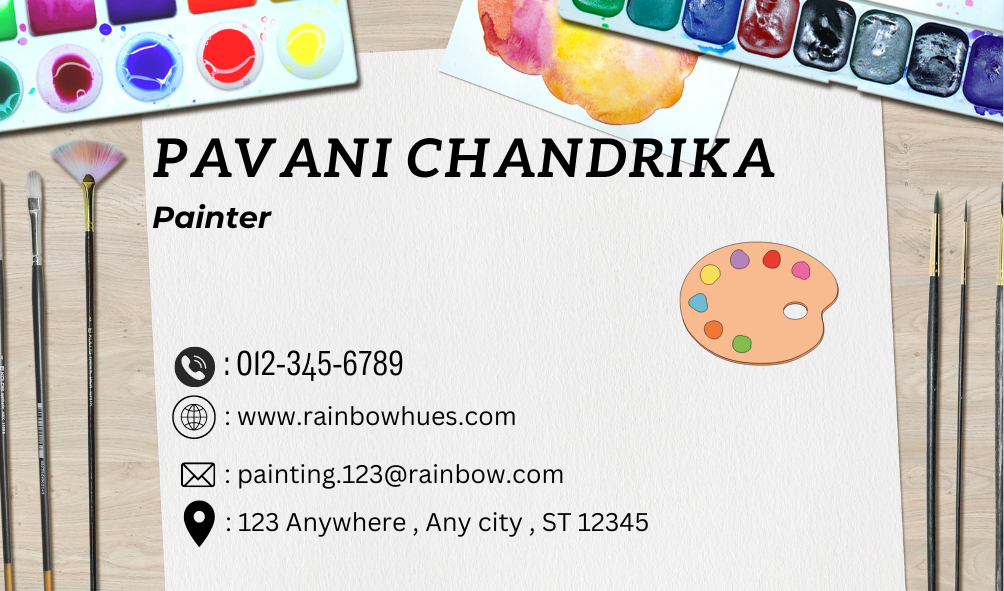 PAVANI CHANDRIKA
Painter
: 012-345-6789
: www.rainbowhues.com
: painting.123@rainbow.com
: 123 Anywhere , Any city , ST 12345